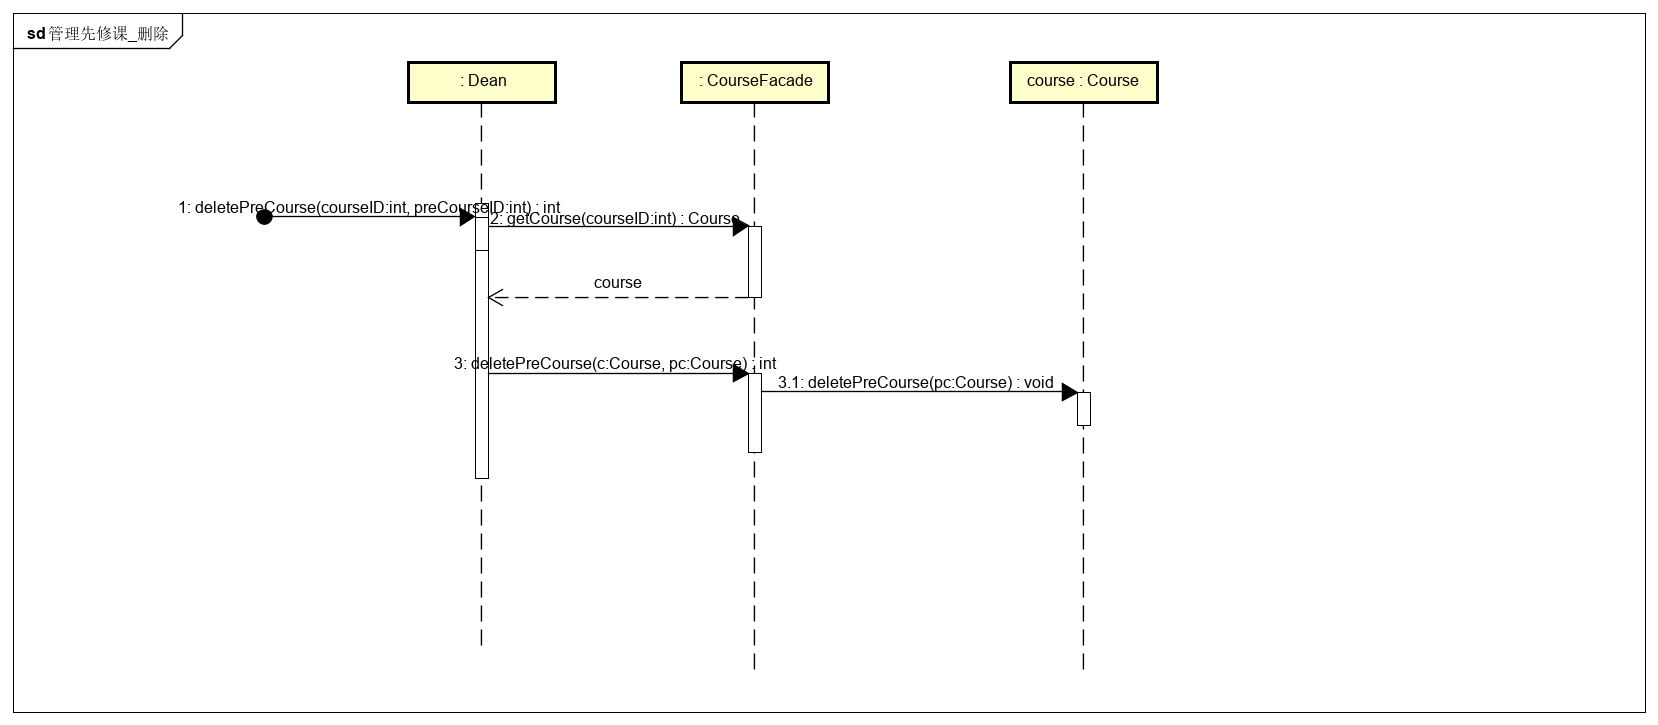 sd 管理先修课_删除
: Dean
: CourseFacade
course : Course
1: deletePreCourse(courseID:int, preCourseID:int) : int
2: getCourse(courseID:int) : Course
course
3: deletePreCourse(c:Course, pc:Course) : int
3.1: deletePreCourse(pc:Course) : void